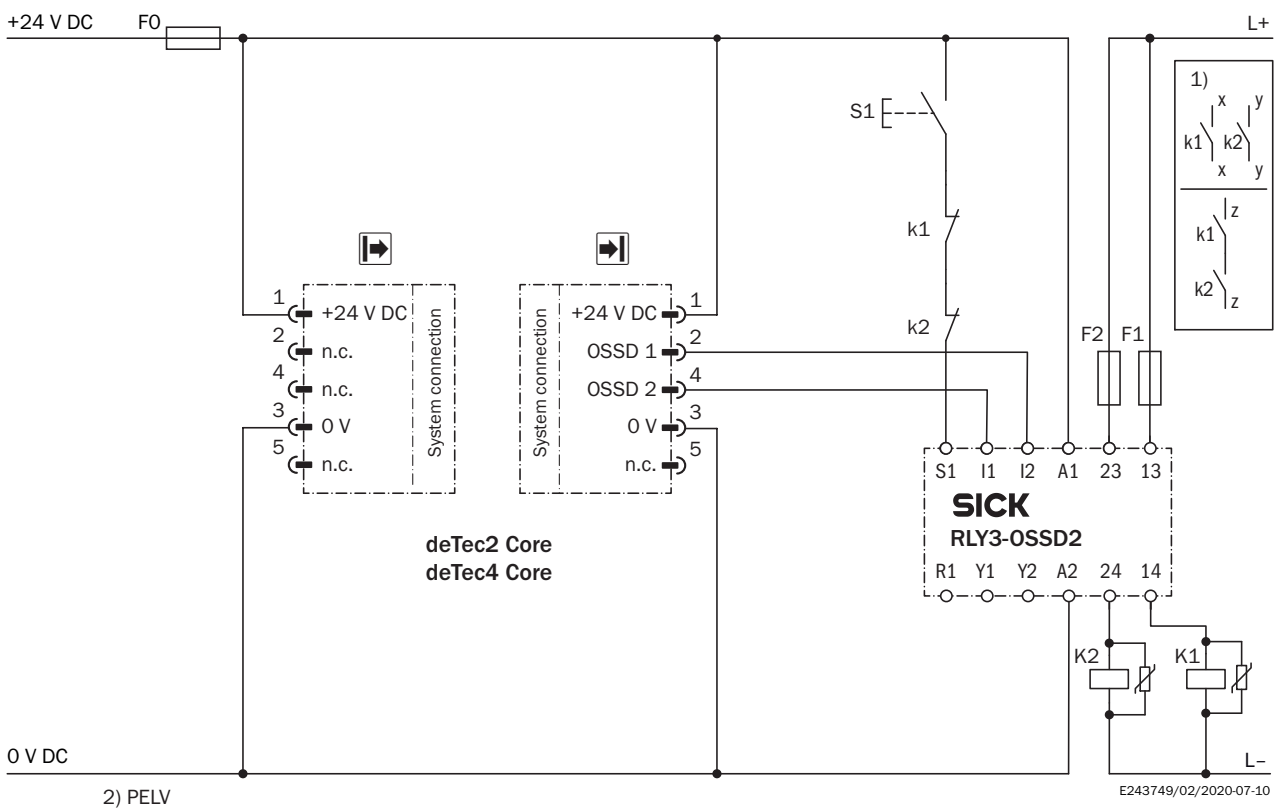 +24 V DC
F0
L+
S1
k1
k2
1)
x
y
k1
k2
x
y
z
k1
k2
z
F2
F1
1
+24 V DC
2
n.c.
4
n.c.
3
0 V
5
n.c.
System connection
System connection
+24 V DC
1
OSSD 1
2
OSSD 2
4
0 V
3
n.c.
5
deTec2 Core
deTec4 Core
S1
I1
I2
A1
23
13
SICK
RLY3-OSSD2
R1
Y1
Y2
A2
24
14
K2
K1
0 V DC
L–
2) PELV
E243749/02/2020-07-10